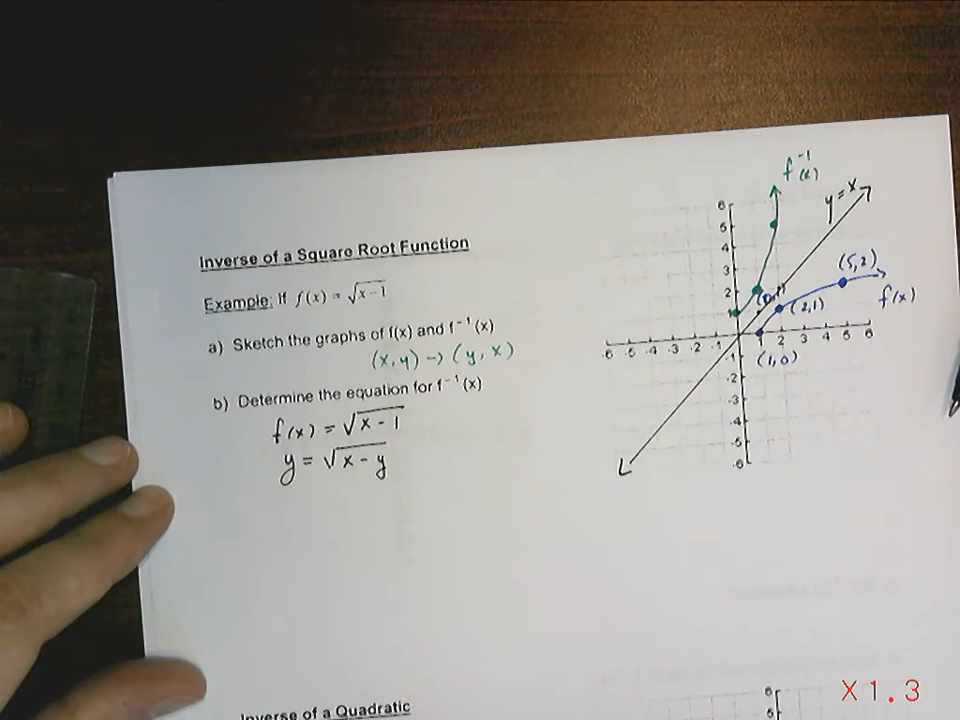 Inverse of a Square Root Function
Example: If f(x) = √x-1
a) Sketch the graphs of f(x) and f⁻¹(x)
(x,y) → (y,x)
b) Determine the equation for f⁻¹(x)
f(x) = √x-1
y = √x-y
f⁻¹(x)
y = x
(5,2)
f(x)
(2,1)
(1,0)
6
5
4
3
2
1
-6 -5 -4 -3 -2 -1 1 2 3 4 5 6
-1
-2
-3
-4
-5
-6
Inverse of a Quadratic
6
5
X1.3